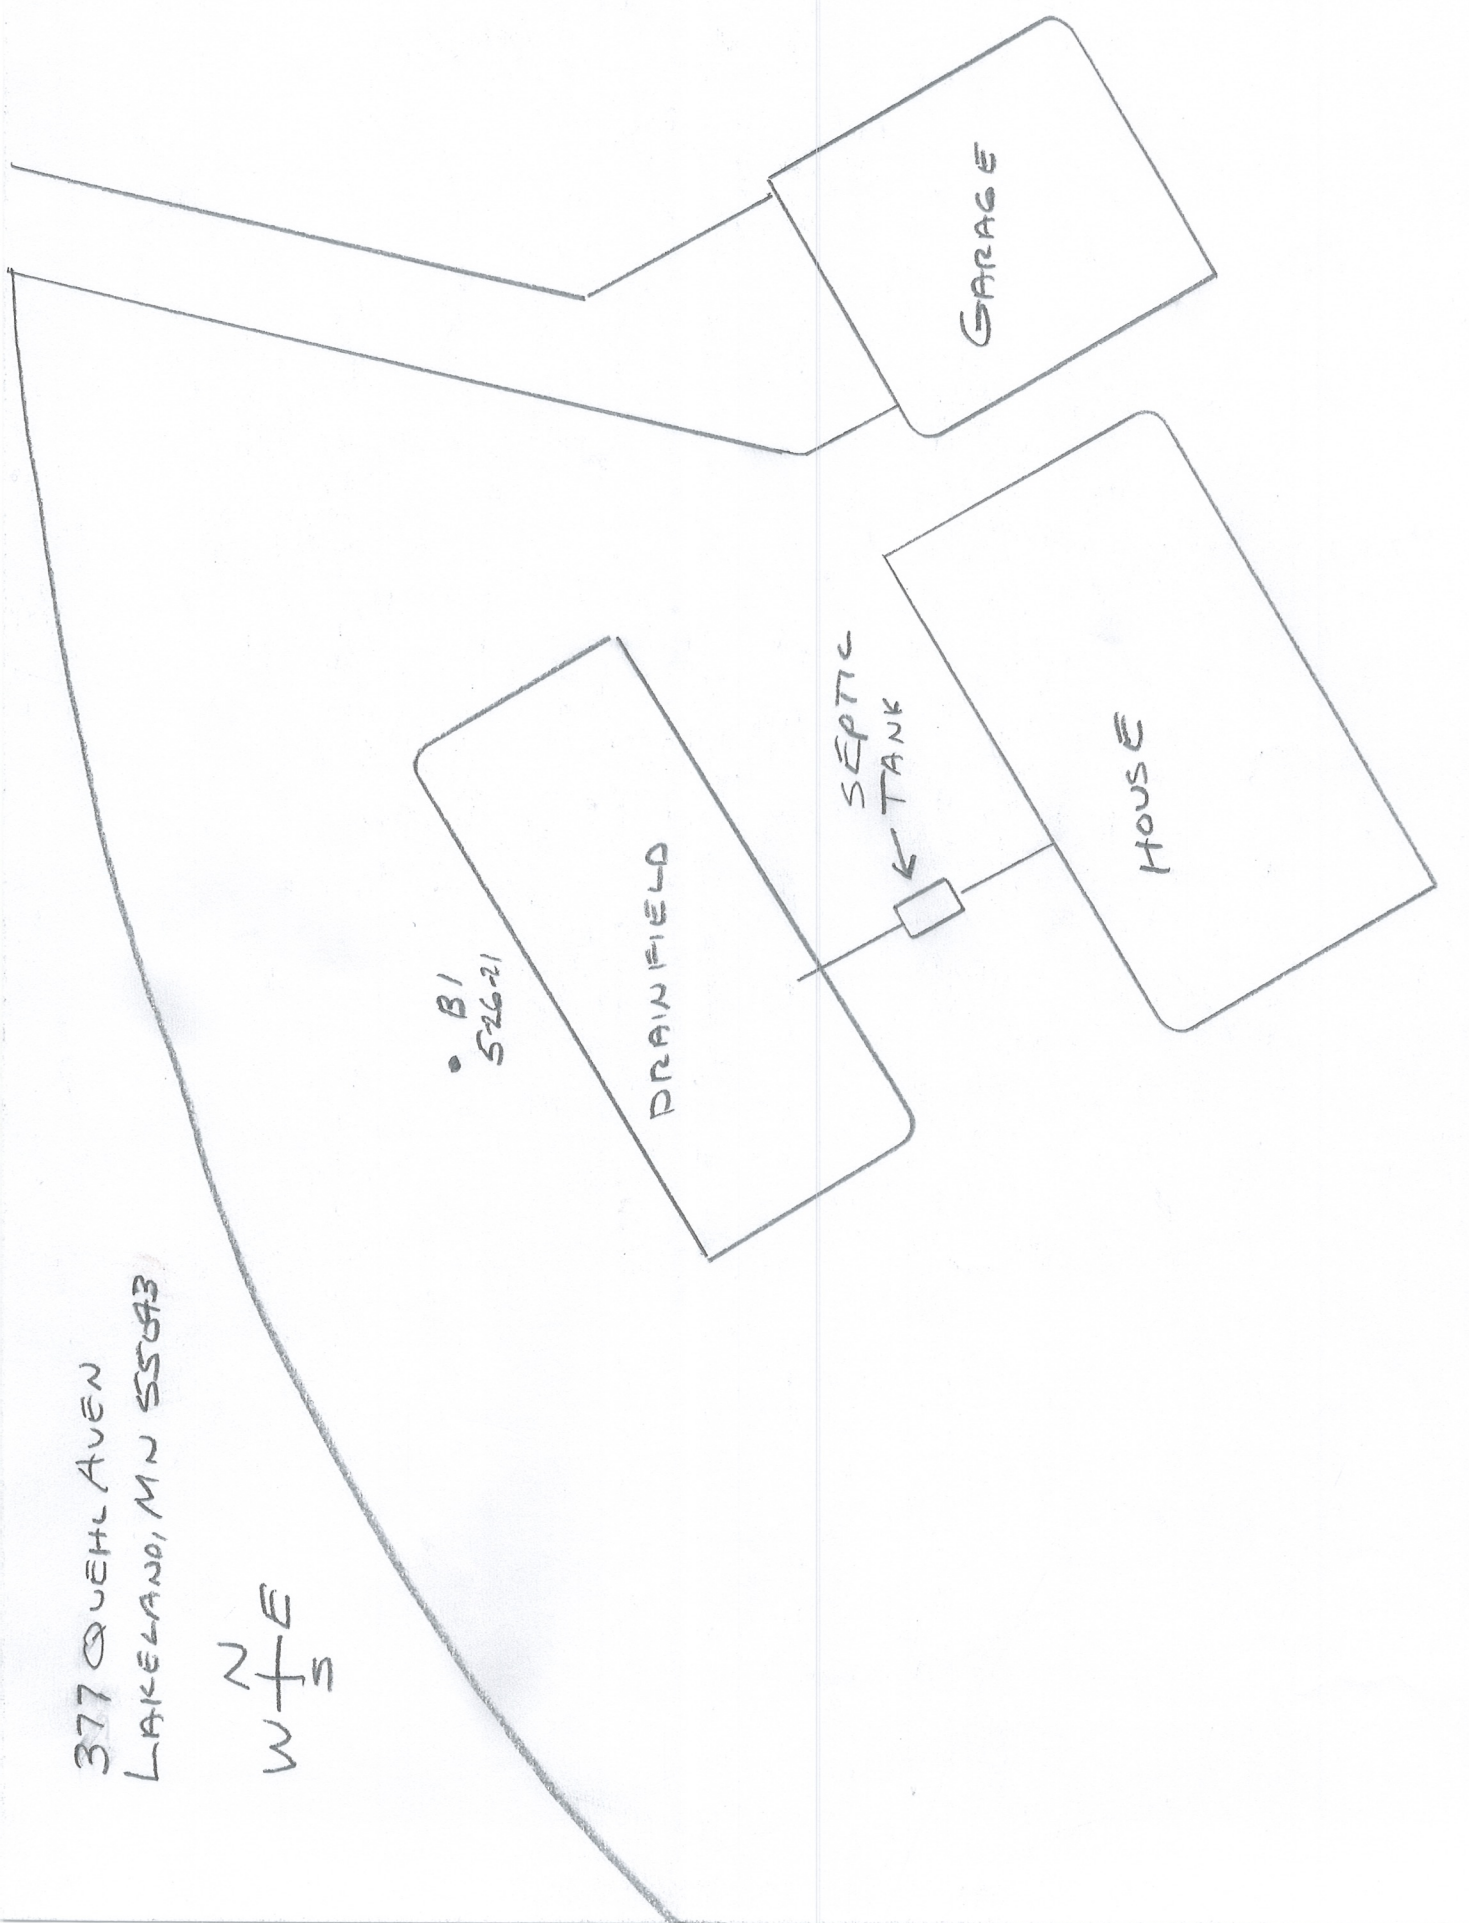 377 QUEHL AVE N
LAKELAND, MN 55043
N
W E
S
B1
5-26-21
DRAINFIELD
SEPTIC
TANK
HOUSE
GARAGE